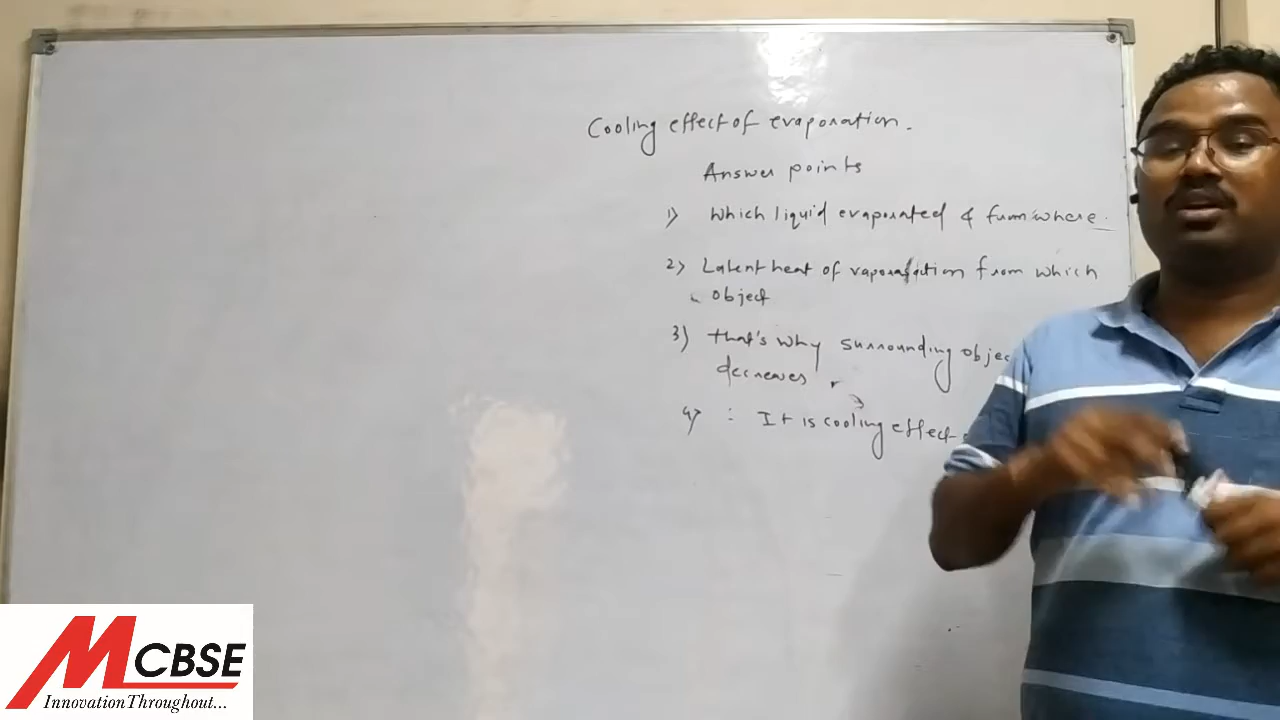 Cooling effect of evaporation.
Answer points
1) Which liquid evaporated & from where.
2) Latent heat of vaporasation from which
object
3) that's why surrounding objec
decreases
4) ∴ It is cooling effect
MCBSE
Innovation Throughout...